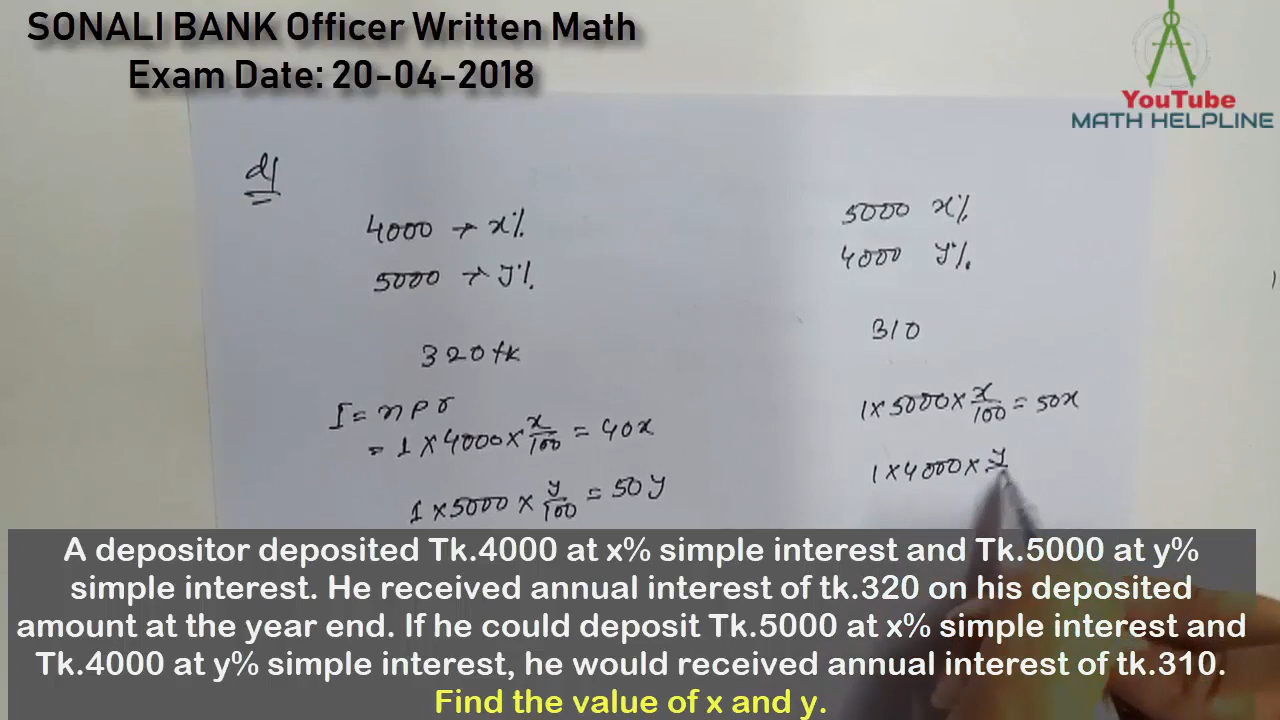 SONALI BANK Officer Written Math
Exam Date: 20-04-2018
YouTube
MATH HELPLINE
d)
4000 → x%
5000 → y%
320 tk
I = n p r
= 1 × 4000 × x/100 = 40x
1 × 5000 × y/100 = 50y
5000 x%
4000 y%
310
1 × 5000 × x/100 = 50x
1 × 4000 × y
A depositor deposited Tk.4000 at x% simple interest and Tk.5000 at y%
simple interest. He received annual interest of tk.320 on his deposited
amount at the year end. If he could deposit Tk.5000 at x% simple interest and
Tk.4000 at y% simple interest, he would received annual interest of tk.310.
Find the value of x and y.